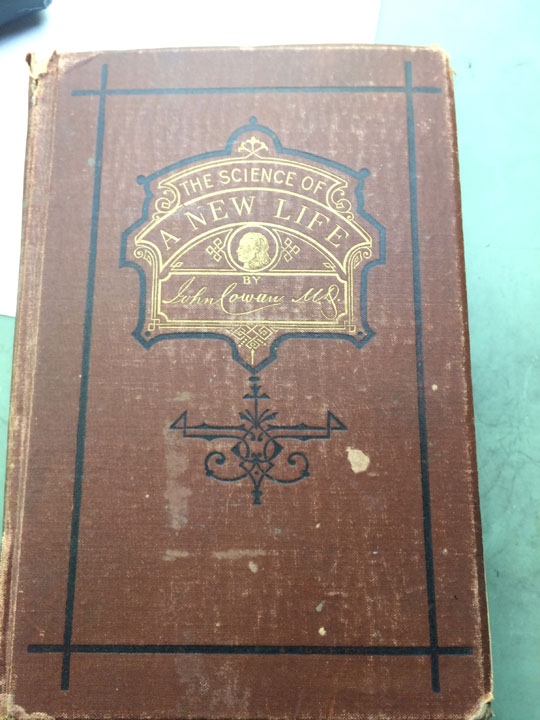 THE SCIENCE OF
A NEW LIFE
BY
John Cowan M.D.